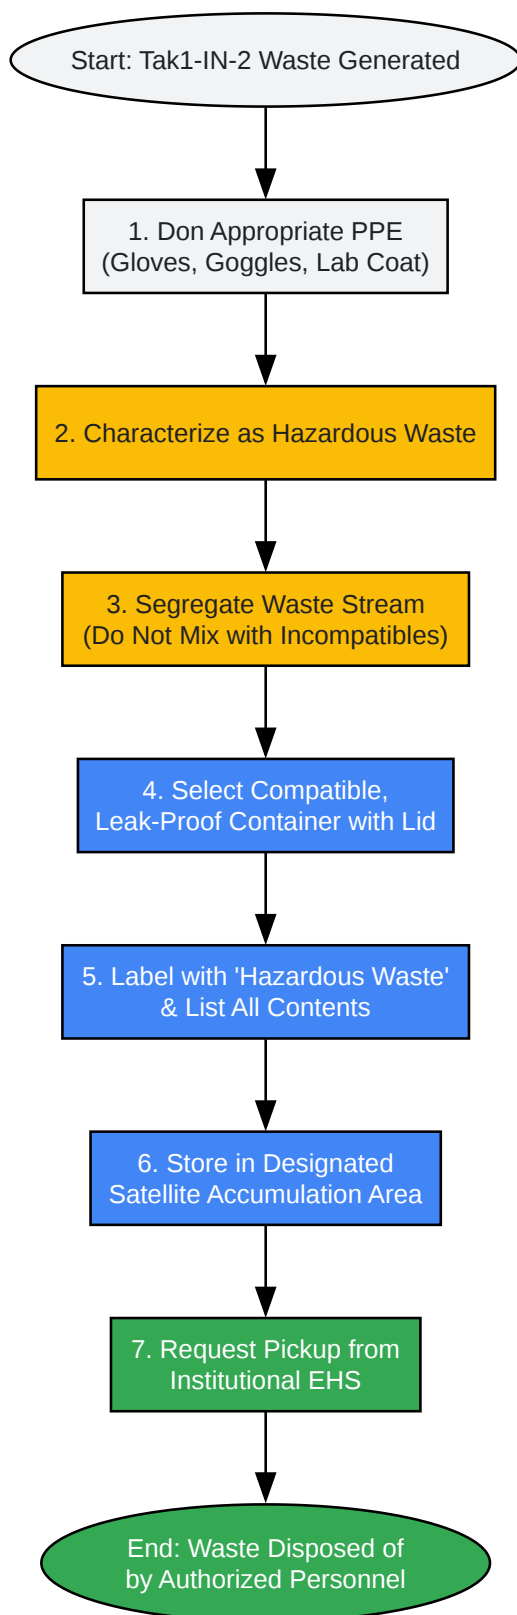 Start: Tak1-IN-2 Waste Generated
1. Don Appropriate PPE
(Gloves, Goggles, Lab Coat)
2. Characterize as Hazardous Waste
3. Segregate Waste Stream
(Do Not Mix with Incompatibles)
4. Select Compatible,
Leak-Proof Container with Lid
5. Label with 'Hazardous Waste'
& List All Contents
6. Store in Designated
Satellite Accumulation Area
7. Request Pickup from
Institutional EHS
End: Waste Disposed of
by Authorized Personnel